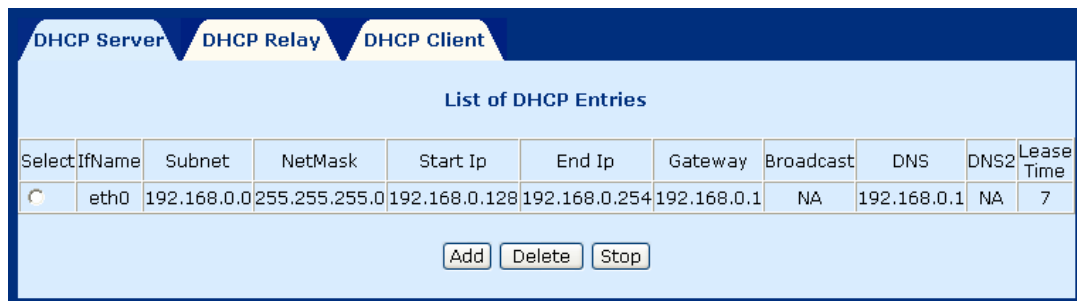 DHCP Server DHCP Relay DHCP Client
List of DHCP Entries
Select IfName Subnet NetMask Start Ip End Ip Gateway Broadcast DNS DNS2 Lease Time
eth0 192.168.0.0 255.255.255.0 192.168.0.128 192.168.0.254 192.168.0.1 NA 192.168.0.1 NA 7
Add Delete Stop